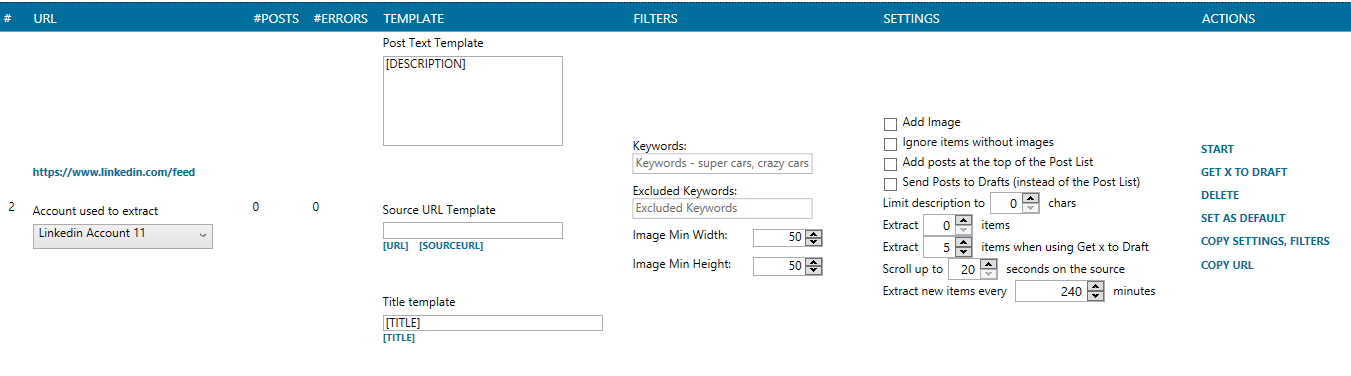 # URL #POSTS #ERRORS TEMPLATE FILTERS SETTINGS ACTIONS
2
https://www.linkedin.com/feed
Account used to extract
Linkedin Account 11
0
0
Post Text Template
[DESCRIPTION]
Source URL Template
[URL] [SOURCEURL]
Title template
[TITLE]
[TITLE]
Keywords:
Keywords - super cars, crazy cars
Excluded Keywords:
Excluded Keywords
Image Min Width: 50
Image Min Height: 50
Add Image
Ignore items without images
Add posts at the top of the Post List
Send Posts to Drafts (instead of the Post List)
Limit description to 0 chars
Extract 0 items
Extract 5 items when using Get x to Draft
Scroll up to 20 seconds on the source
Extract new items every 240 minutes
START
GET X TO DRAFT
DELETE
SET AS DEFAULT
COPY SETTINGS, FILTERS
COPY URL